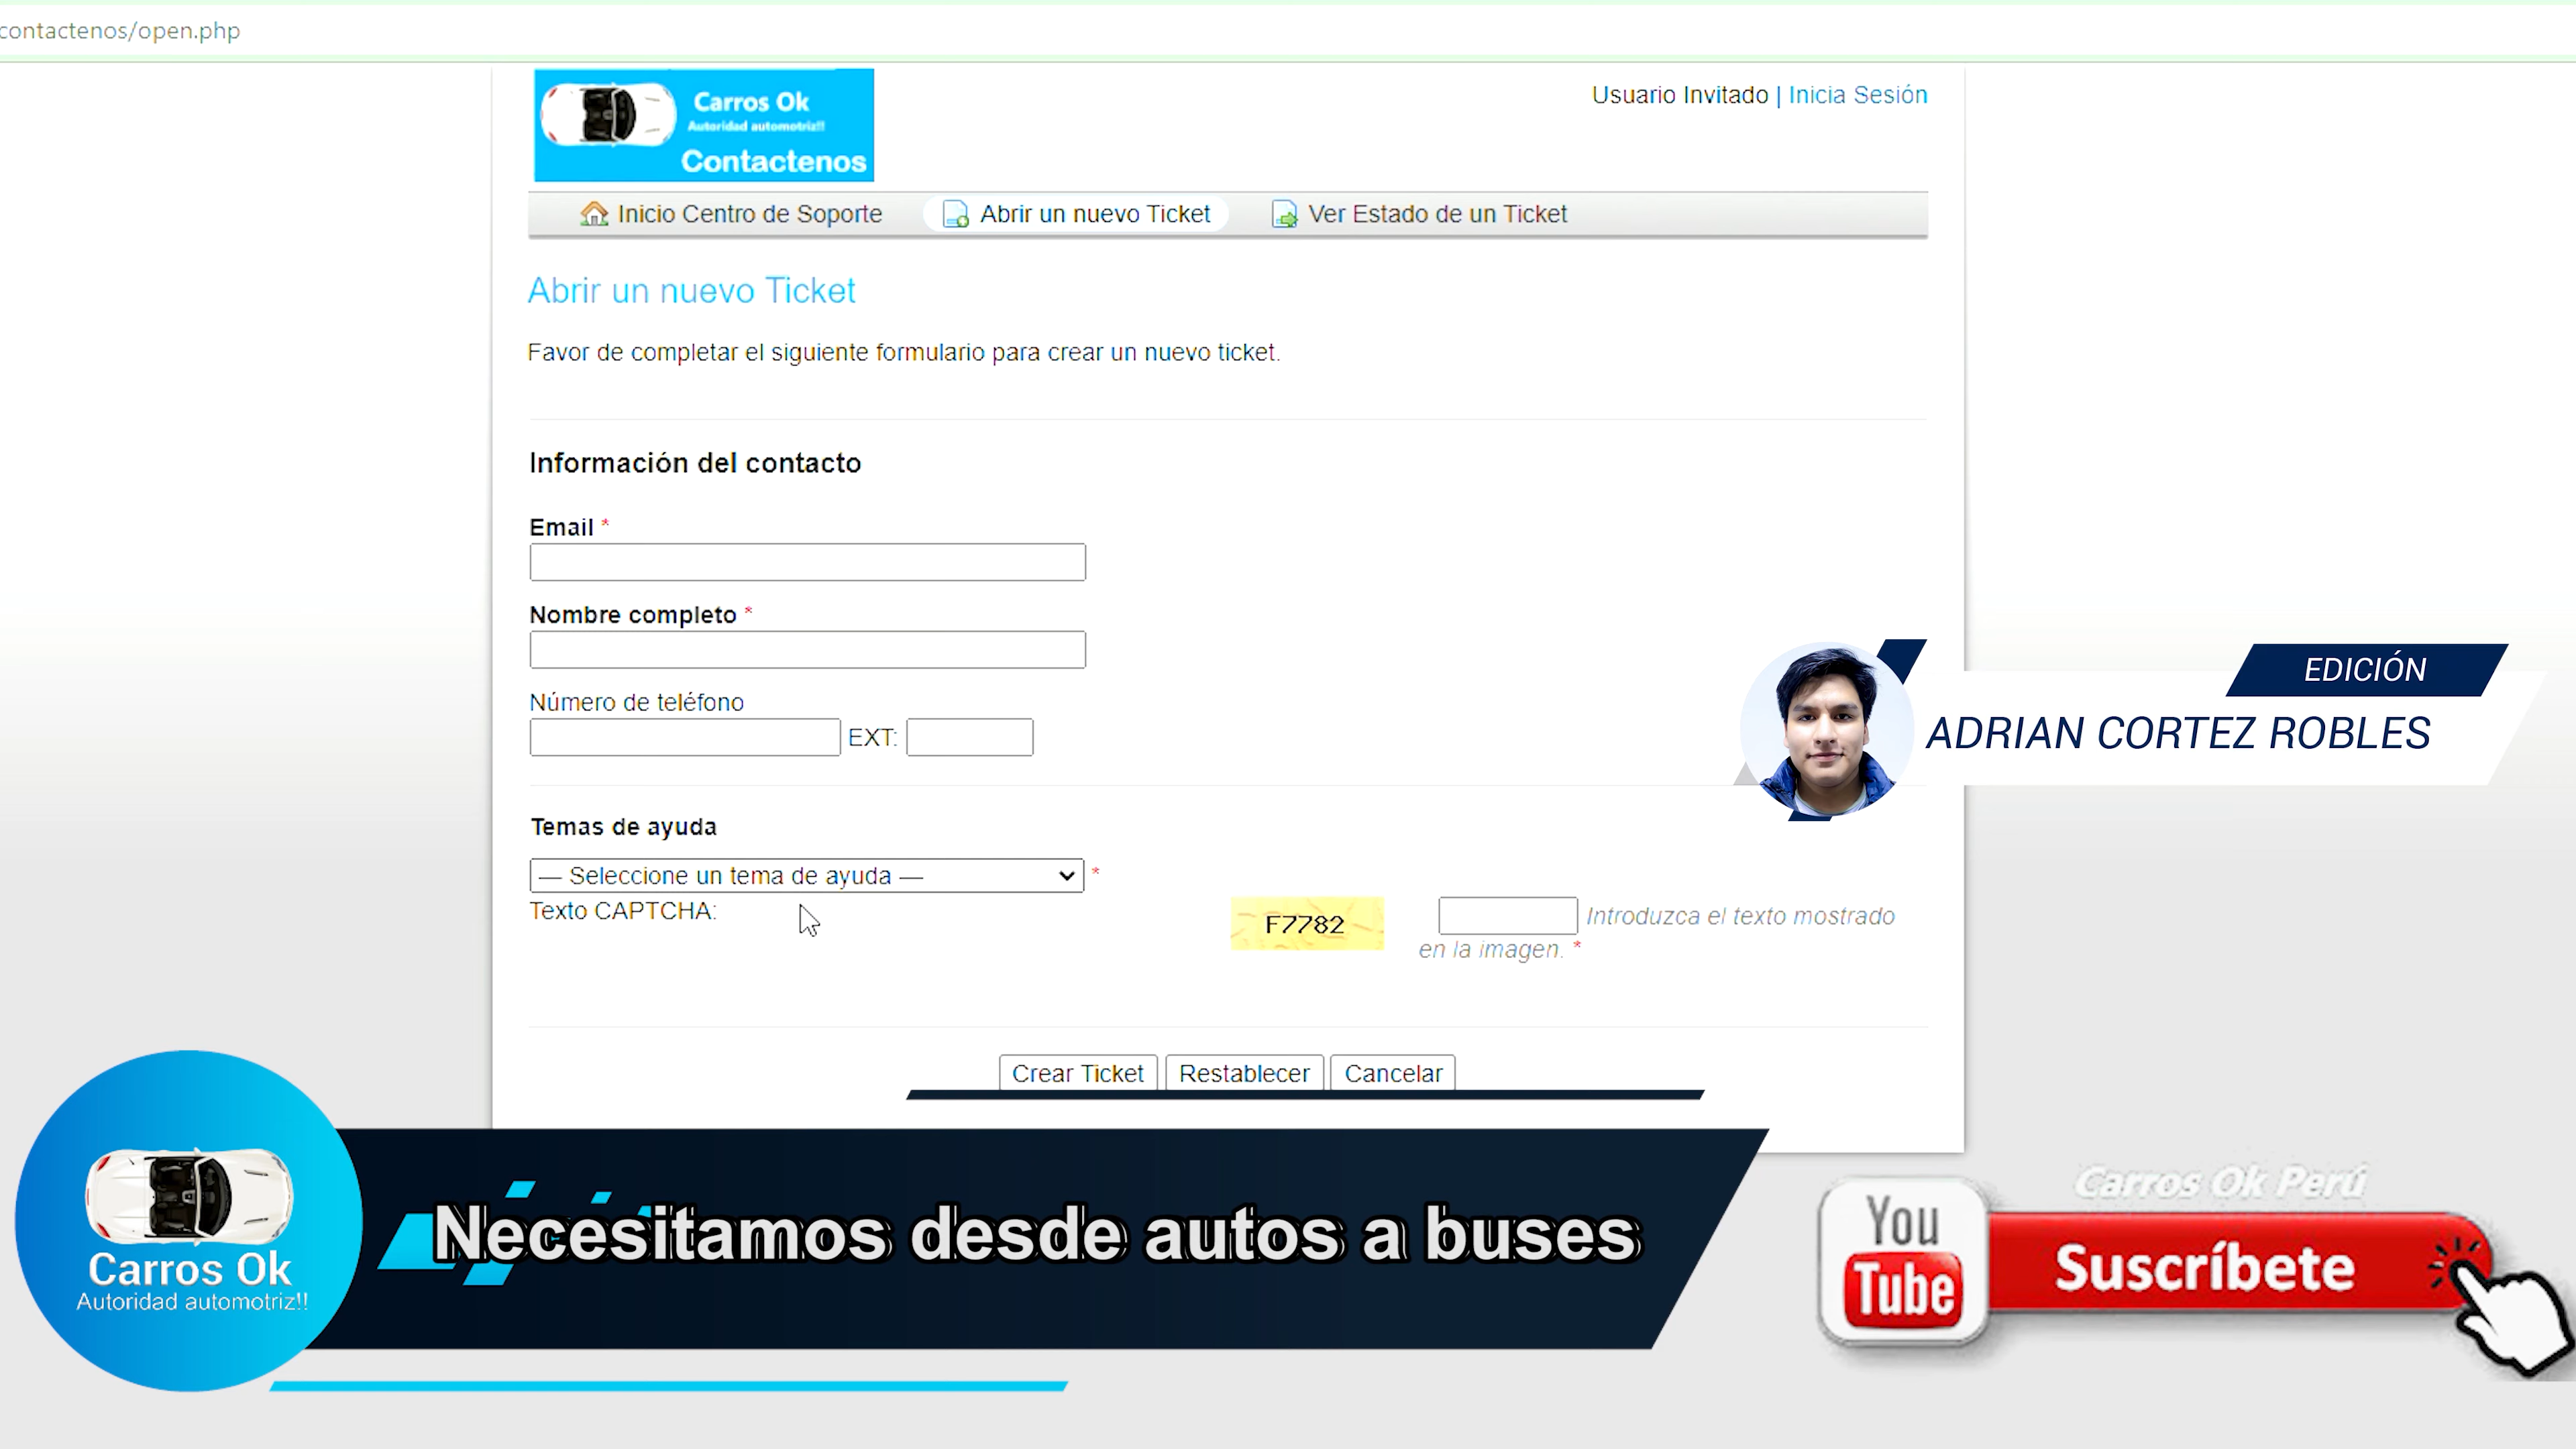 contactenos/open.php
Carros Ok
Autoridad automotriz!!
Contactenos
Usuario Invitado | Inicia Sesión
Inicio Centro de Soporte
Abrir un nuevo Ticket
Ver Estado de un Ticket
Abrir un nuevo Ticket
Favor de completar el siguiente formulario para crear un nuevo ticket.
Información del contacto
Email *
Nombre completo *
Número de teléfono
EXT:
EDICIÓN
ADRIAN CORTEZ ROBLES
Temas de ayuda
— Seleccione un tema de ayuda — *
Texto CAPTCHA:
F7782
Introduzca el texto mostrado
en la imagen. *
Crear Ticket
Restablecer
Cancelar
Carros Ok
Autoridad automotriz!!
Necesitamos desde autos a buses
Carros Ok Perú
You
Tube
Suscríbete